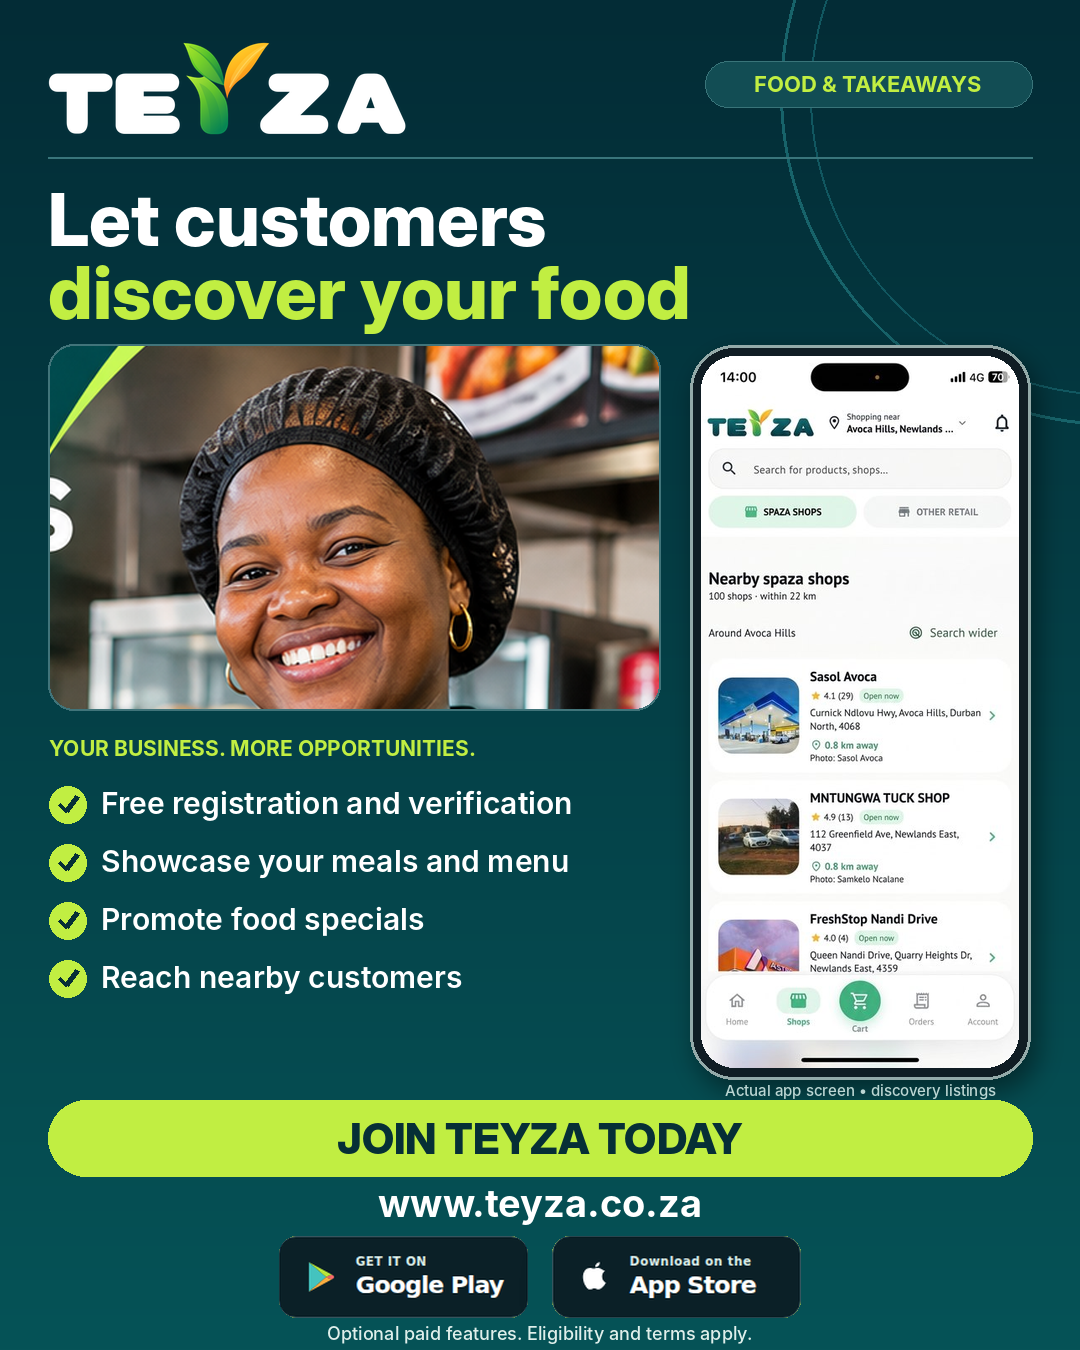 TEYZA
FOOD & TAKEAWAYS
Let customers
discover your food
S
14:00
4G 70
TEYZA
Shopping near
Avoca Hills, Newlands ...
Search for products, shops...
SPAZA SHOPS
OTHER RETAIL
Nearby spaza shops
100 shops · within 22 km
Around Avoca Hills
Search wider
Sasol Avoca
4.1 (29) Open now
Curnick Ndlovu Hwy, Avoca Hills, Durban
North, 4068
0.8 km away
Photo: Sasol Avoca
MNTUNGWA TUCK SHOP
4.9 (13) Open now
112 Greenfield Ave, Newlands East,
4037
0.8 km away
Photo: Samkelo Ncalane
FreshStop Nandi Drive
4.0 (4) Open now
Queen Nandi Drive, Quarry Heights Dr,
Newlands East, 4359
Home
Shops
Cart
Orders
Account
Actual app screen • discovery listings
YOUR BUSINESS. MORE OPPORTUNITIES.
Free registration and verification
Showcase your meals and menu
Promote food specials
Reach nearby customers
JOIN TEYZA TODAY
www.teyza.co.za
GET IT ON
Google Play
Download on the
App Store
Optional paid features. Eligibility and terms apply.